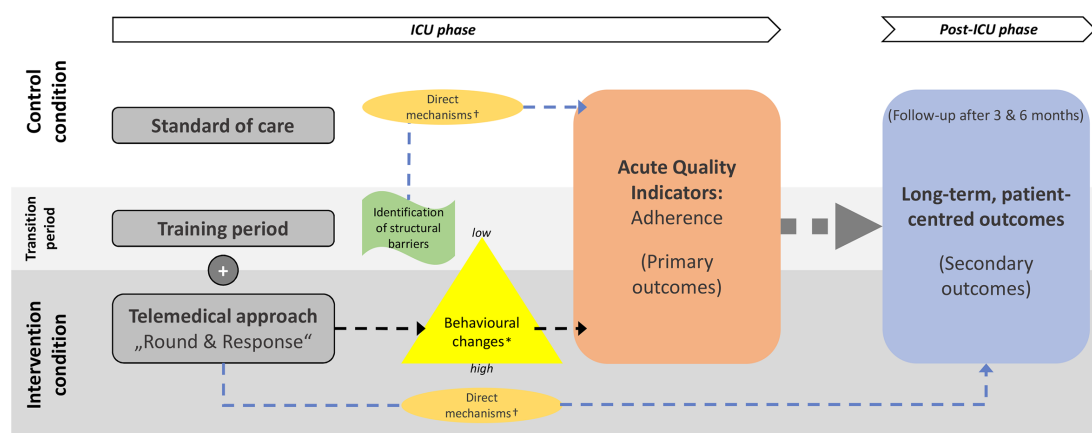 ICU phase
Post-ICU phase
Control
condition
Standard of care
Direct
mechanisms†
Acute Quality
Indicators:
Adherence
(Primary
outcomes)
(Follow-up after 3 & 6 months)
Long-term, patient-
centred outcomes
(Secondary
outcomes)
Transition
period
Training period
Identification
of structural
barriers
low
+
Intervention
condition
Telemedical approach
„Round & Response“
Behavioural
changes*
high
Direct
mechanisms†